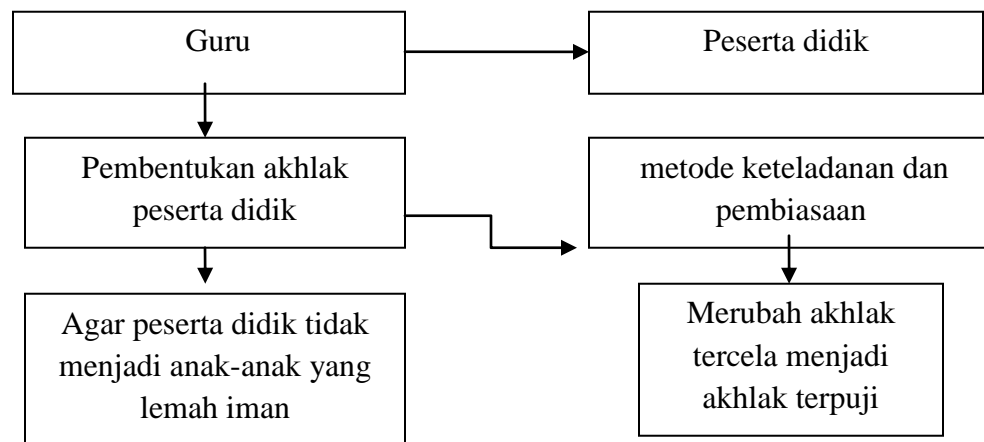 Guru
Peserta didik
Pembentukan akhlak
peserta didik
metode keteladanan dan
pembiasaan
Agar peserta didik tidak
menjadi anak-anak yang
lemah iman
Merubah akhlak
tercela menjadi
akhlak terpuji